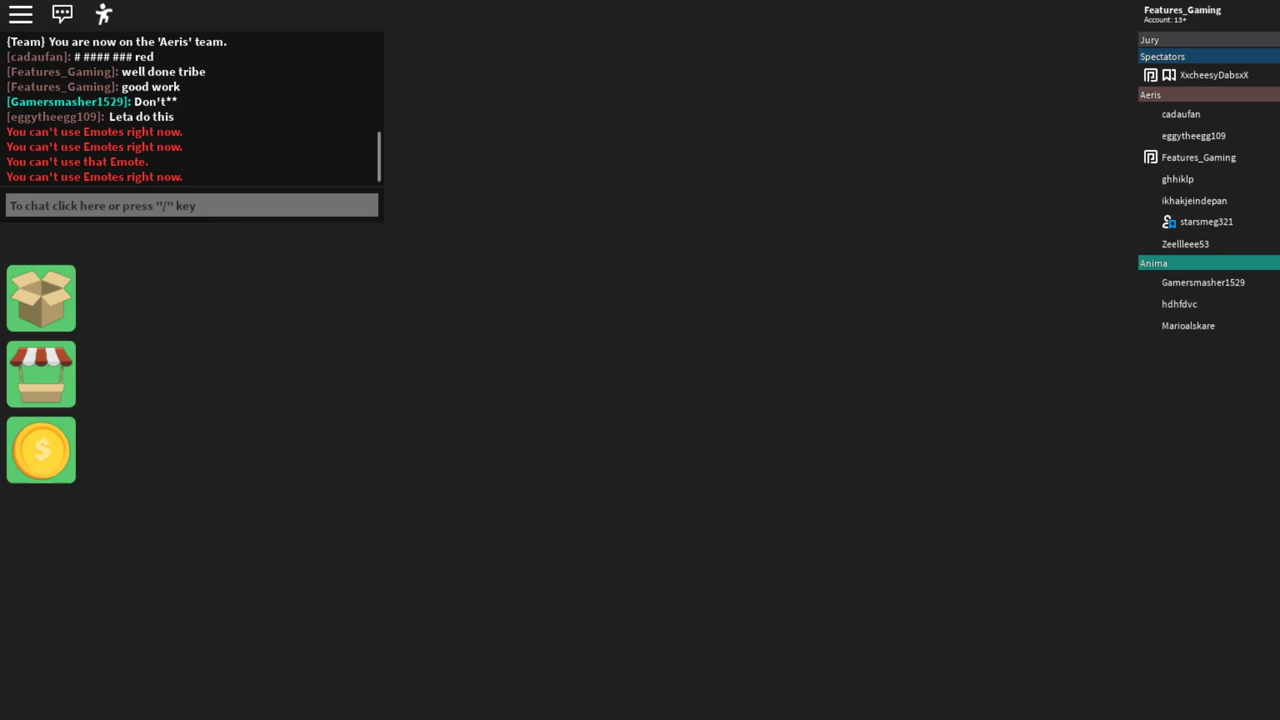 {Team} You are now on the 'Aeris' team.
[cadaufan]: # #### ### red
[Features_Gaming]: well done tribe
[Features_Gaming]: good work
[Gamersmasher1529]: Don't**
[eggytheegg109]: Leta do this
You can't use Emotes right now.
You can't use Emotes right now.
You can't use that Emote.
You can't use Emotes right now.
To chat click here or press "/" key
$
Features_Gaming
Account: 13+
Jury
Spectators
XxcheesyDabsxX
Aeris
cadaufan
eggytheegg109
Features_Gaming
ghhiklp
ikhakjeindepan
starsmeg321
Zeellleee53
Anima
Gamersmasher1529
hdhfdvc
Marioalskare